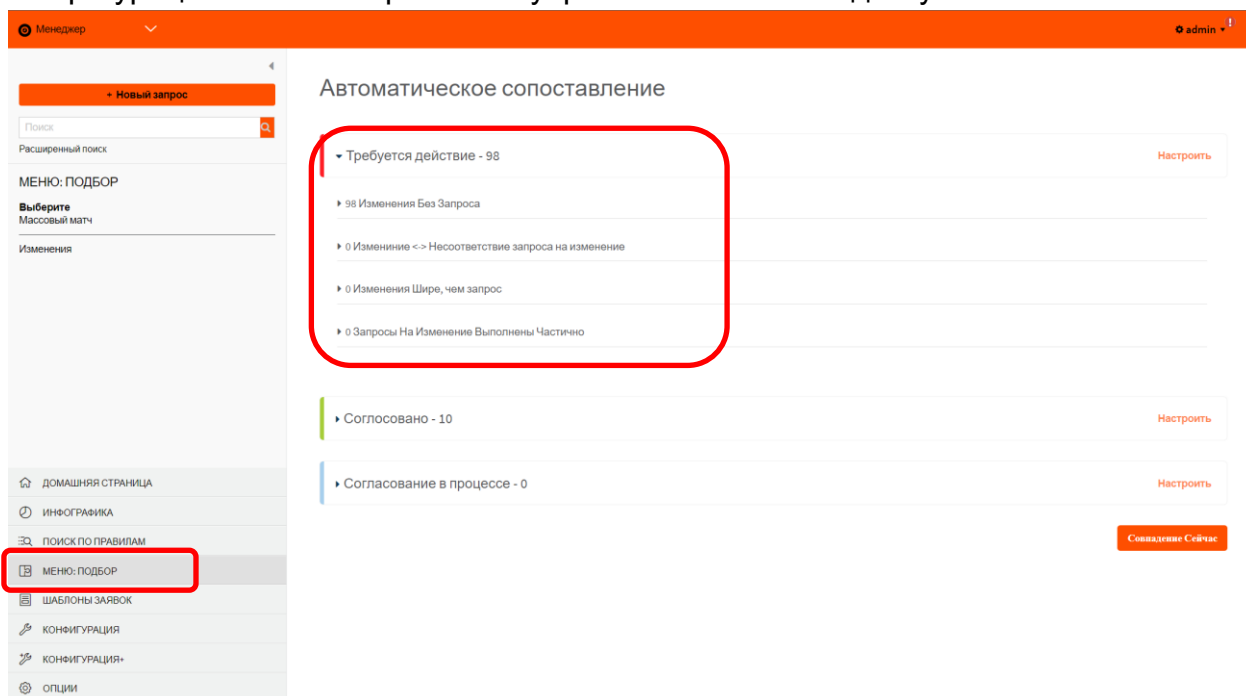 Менеджер
admin
+ Новый запрос
Поиск
Расширенный поиск
МЕНЮ: ПОДБОР
Выберите
Массовый матч
Изменения
ДОМАШНЯЯ СТРАНИЦА
ИНФОГРАФИКА
ПОИСК ПО ПРАВИЛАМ
МЕНЮ: ПОДБОР
ШАБЛОНЫ ЗАЯВОК
КОНФИГУРАЦИЯ
КОНФИГУРАЦИЯ+
ОПЦИИ
Автоматическое сопоставление
Требуется действие - 98
Настроить
98 Изменения Без Запроса
0 Измениние <-> Несоответствие запроса на изменение
0 Изменения Шире, чем запрос
0 Запросы На Изменение Выполнены Частично
Соглосовано - 10
Настроить
Согласование в процессе - 0
Настроить
Совпадение Сейчас